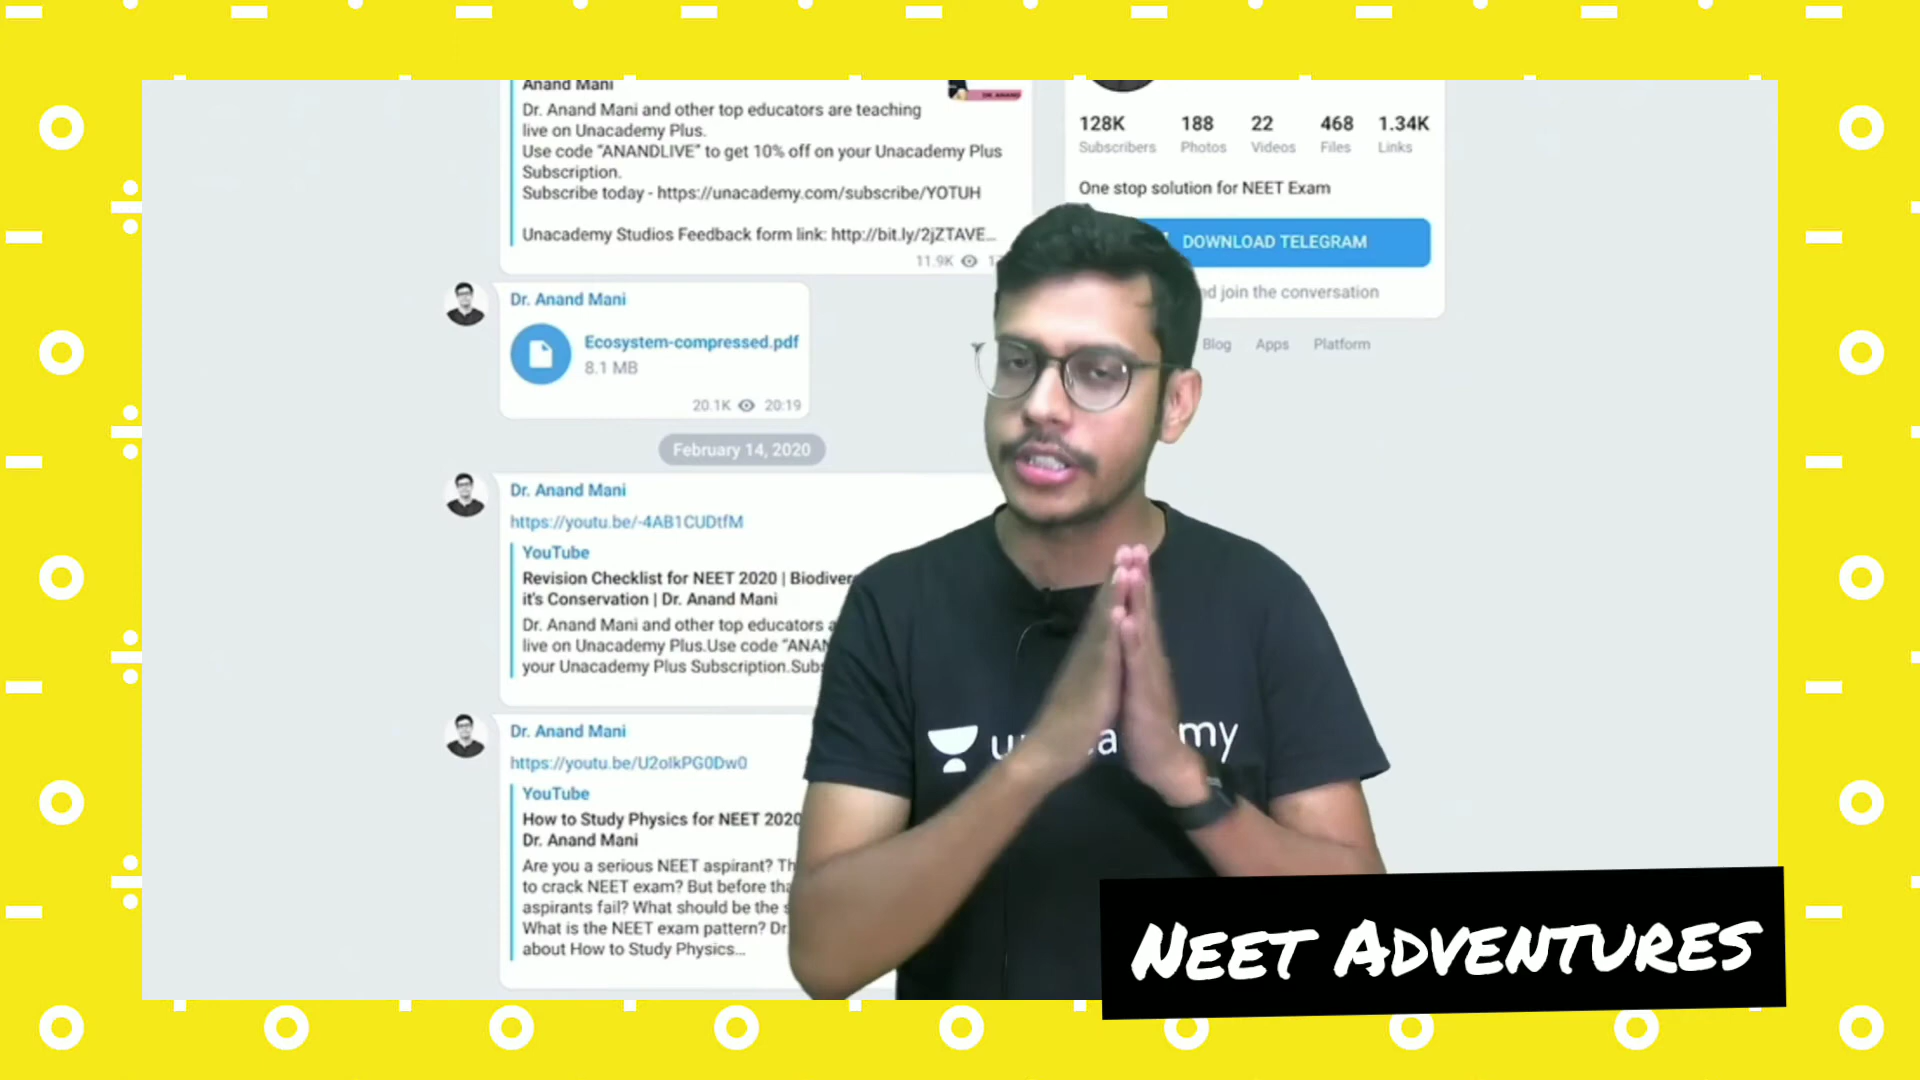 Anand Mani
Dr. Anand Mani and other top educators are teaching
live on Unacademy Plus.
Use code "ANANDLIVE" to get 10% off on your Unacademy Plus
Subscription.
Subscribe today - https://unacademy.com/subscribe/YOTUH
Unacademy Studios Feedback form link: http://bit.ly/2jZTAVE...
11.9K
DR. ANAND
128K 188 22 468 1.34K
Subscribers Photos Videos Files Links
One stop solution for NEET Exam
DOWNLOAD TELEGRAM
join the conversation
Blog Apps Platform
Dr. Anand Mani
Ecosystem-compressed.pdf
8.1 MB
20.1K 20:19
February 14, 2020
Dr. Anand Mani
https://youtu.be/-4AB1CUDtfM
YouTube
Revision Checklist for NEET 2020 |
it's Conservation | Dr. Anand Mani
Dr. Anand Mani and other top educators
live on Unacademy Plus.Use code
your Unacademy Plus Subscription.
Dr. Anand Mani
https://youtu.be/U2oIkPG0Dw0
YouTube
How to Study Physics for NEET 2020
Dr. Anand Mani
Are you a serious NEET aspirant?
to crack NEET exam? But before
aspirants fail? What should be the
What is the NEET exam pattern?
about How to Study Physics...
NEET ADVENTURES